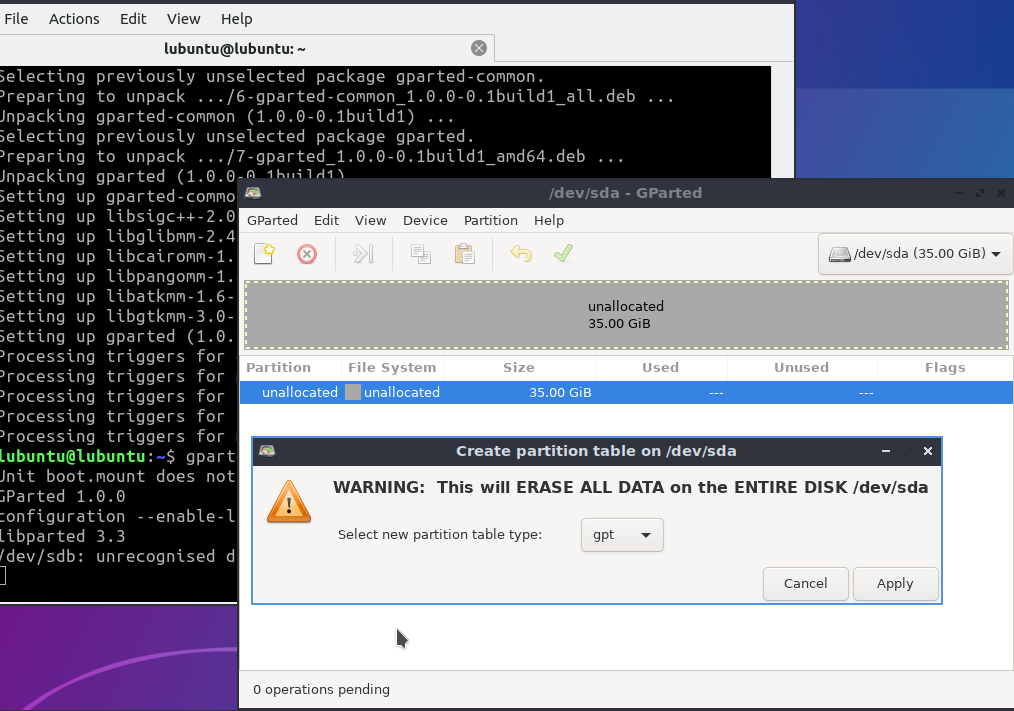 File Actions Edit View Help
lubuntu@lubuntu: ~
Selecting previously unselected package gparted-common.
Preparing to unpack .../6-gparted-common_1.0.0-0.1build1_all.deb ...
Unpacking gparted-common (1.0.0-0.1build1) ...
Selecting previously unselected package gparted.
Preparing to unpack .../7-gparted_1.0.0-0.1build1_amd64.deb ...
Unpacking gparted (1.0.0-0.1build1)
Setting up gparted-commo
Setting up libsigc++-2.0
Setting up libglibmm-2.4
Setting up libcairomm-1.
Setting up libpangomm-1.
Setting up libatkmm-1.6-
Setting up libgtkmm-3.0-
Setting up gparted (1.0.
Processing triggers for
Processing triggers for
Processing triggers for
Processing triggers for
Processing triggers for
lubuntu@lubuntu:~$ gpart
Unit boot.mount does not
GParted 1.0.0
configuration --enable-l
libparted 3.3
/dev/sdb: unrecognised d
/dev/sda - GParted
GParted Edit View Device Partition Help
/dev/sda (35.00 GiB)
unallocated
35.00 GiB
Partition File System Size Used Unused Flags
unallocated unallocated 35.00 GiB --- ---
Create partition table on /dev/sda
WARNING: This will ERASE ALL DATA on the ENTIRE DISK /dev/sda
Select new partition table type: gpt
Cancel Apply
0 operations pending